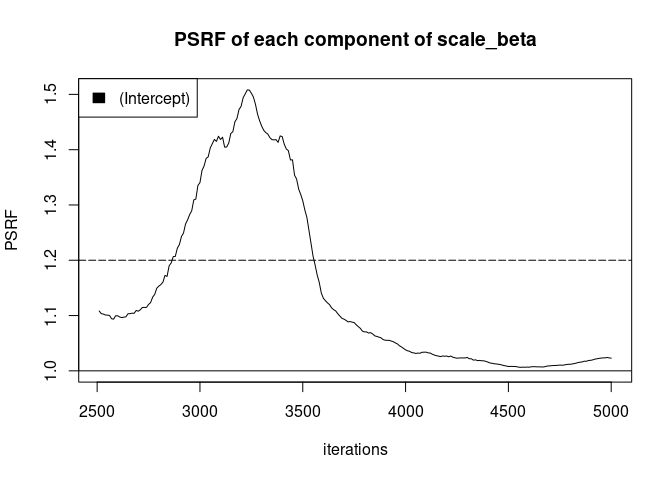 PSRF of each component of scale_beta
(Intercept)
1.5
1.4
1.3
1.2
1.1
1.0
PSRF
2500 3000 3500 4000 4500 5000
iterations